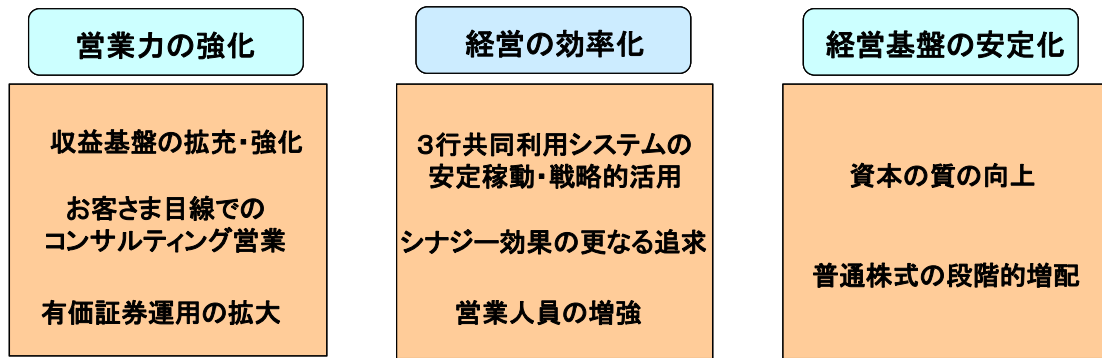 営業力の強化
収益基盤の拡充・強化
お客さま目線での
コンサルティング営業
有価証券運用の拡大
経営の効率化
３行共同利用システムの
安定稼動・戦略的活用
シナジー効果の更なる追求
営業人員の増強
経営基盤の安定化
資本の質の向上
普通株式の段階的増配